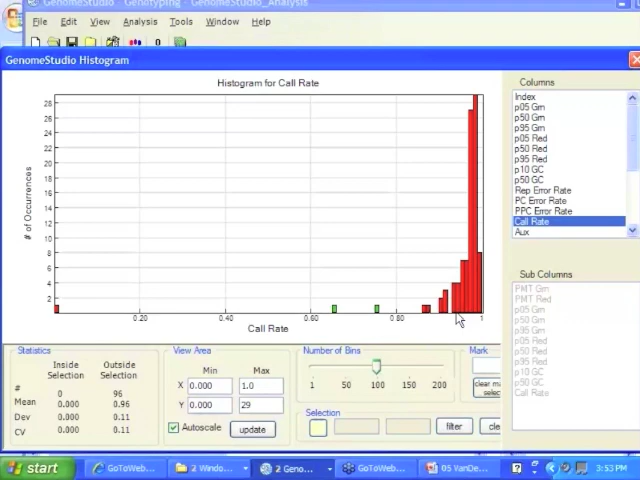 GenomeStudio - Genotyping - GenomeStudio_Analysis
File Edit View Analysis Tools Window Help
GenomeStudio Histogram
Histogram for Call Rate
# of Occurrences
28
26
24
22
20
18
16
14
12
10
8
6
4
2
0.20 0.40 0.60 0.80 1
Call Rate
Columns
Index
p05 Grn
p50 Grn
p95 Grn
p05 Red
p50 Red
p95 Red
p10 GC
p50 GC
Rep Error Rate
PC Error Rate
PPC Error Rate
Call Rate
Aux
Sub Columns
PMT Grn
PMT Red
p05 Grn
p50 Grn
p95 Grn
p05 Red
p50 Red
p95 Red
p10 GC
p50 GC
Call Rate
Statistics
Inside Selection Outside Selection
# 0 96
Mean 0.000 0.96
Dev 0.000 0.11
CV 0.000 0.11
View Area
Min Max
X 0.000 1.0
Y 0.000 29
Autoscale update
Number of Bins
1 50 100 150 200
Mark
clear ma
selec
Selection
filter cle
start GoToWeb... 2 Windo... 2 Geno... GoToWeb... 05 VanDe... 3:53 PM